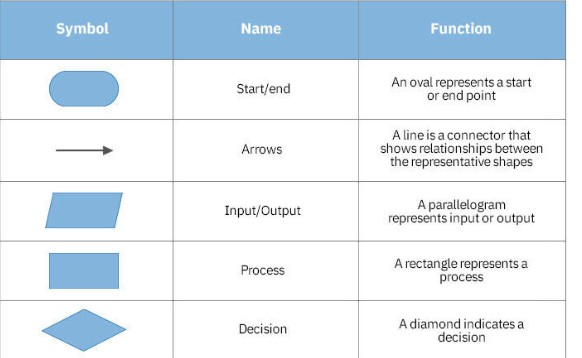 Symbol Name Function
Start/end
An oval represents a start
or end point
Arrows
A line is a connector that
shows relationships between
the representative shapes
Input/Output
A parallelogram
represents input or output
Process
A rectangle represents a
process
Decision
A diamond indicates a
decision